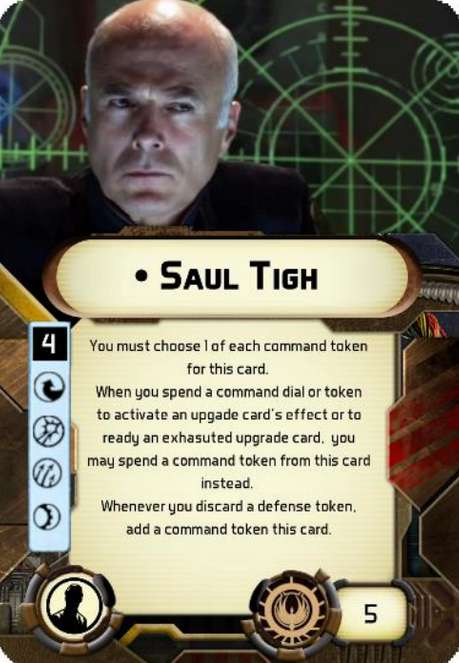 • Saul Tigh
4
You must choose 1 of each command token
for this card.
When you spend a command dial or token
to activate an upgade card's effect or to
ready an exhasuted upgrade card, you
may spend a command token from this card
instead.
Whenever you discard a defense token,
add a command token this card.
5